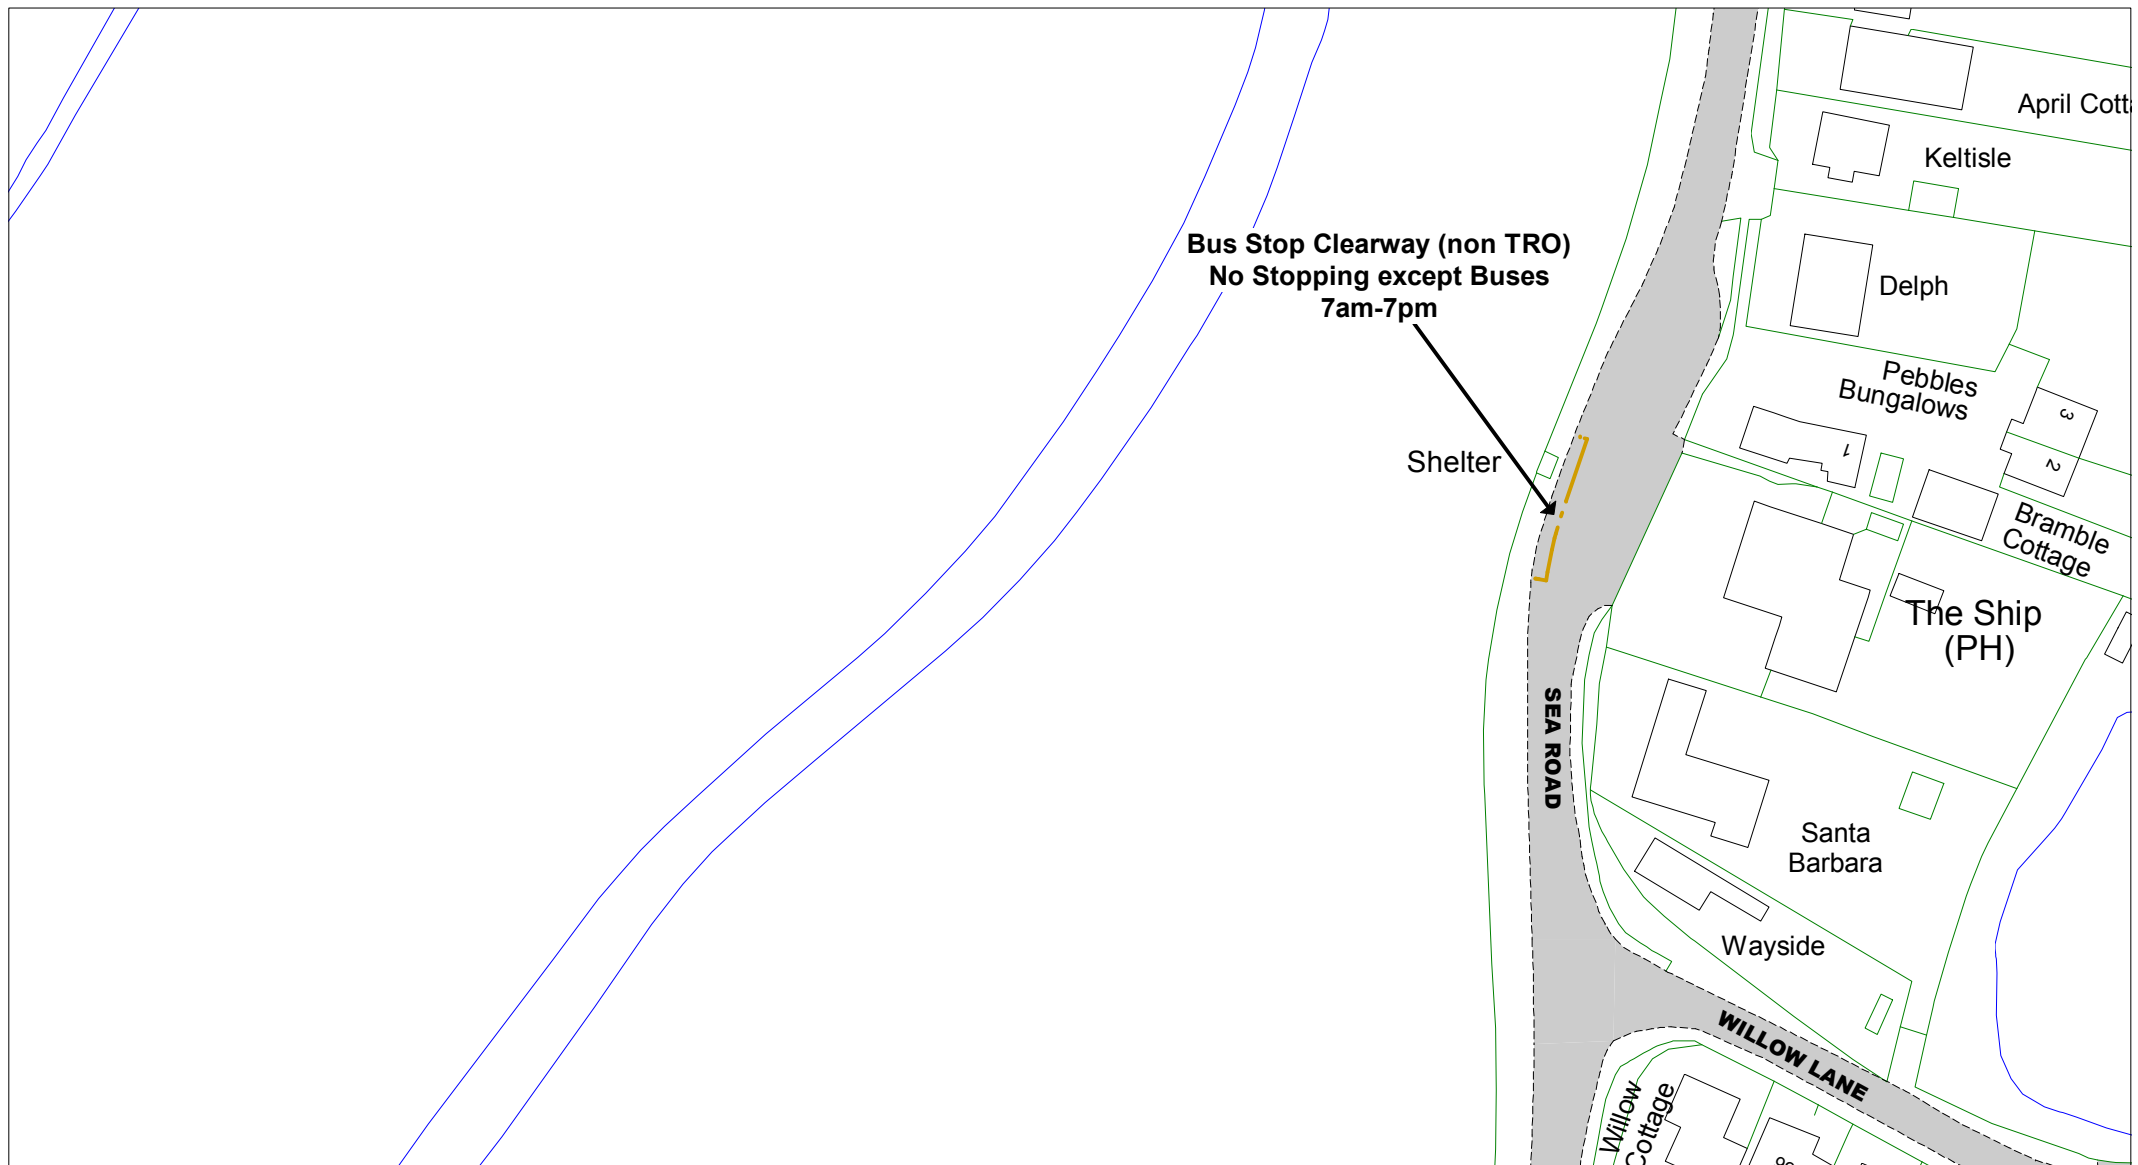 April Cott
Keltisle
Bus Stop Clearway (non TRO)
No Stopping except Buses
7am-7pm
Delph
Pebbles
Bungalows
3
1
2
Shelter
Bramble
Cottage
The Ship
(PH)
SEA ROAD
Santa
Barbara
Wayside
WILLOW LANE
Willow
Cottage